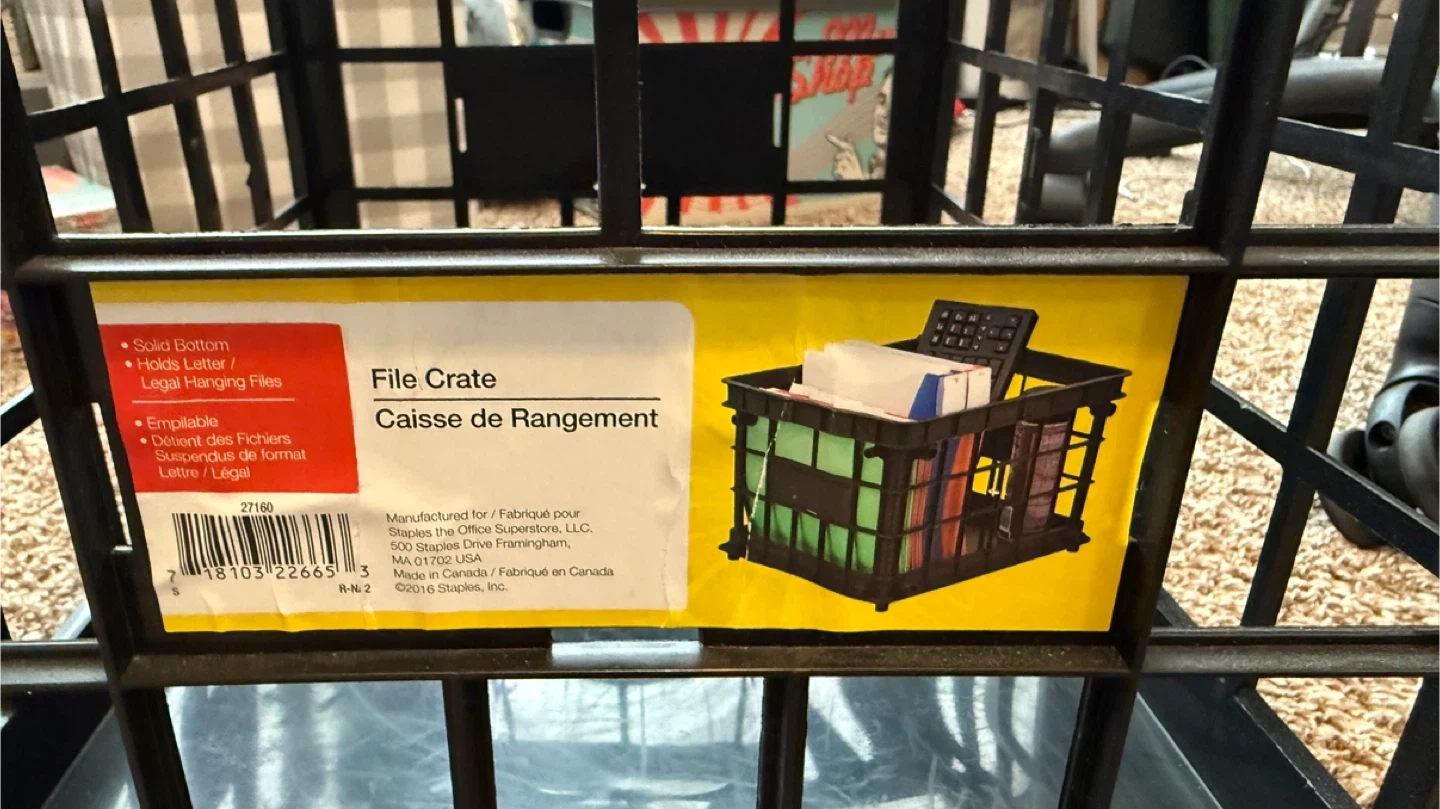 Shop
• Solid Bottom
• Holds Letter /
Legal Hanging Files
• Empilable
• Détient des Fichiers
Suspendus de format
Lettre / Légal
File Crate
Caisse de Rangement
27160
7 18103 22665 3
S
Manufactured for / Fabriqué pour
Staples the Office Superstore, LLC.
500 Staples Drive Framingham,
MA 01702 USA
Made in Canada / Fabriqué en Canada
©2016 Staples, Inc.